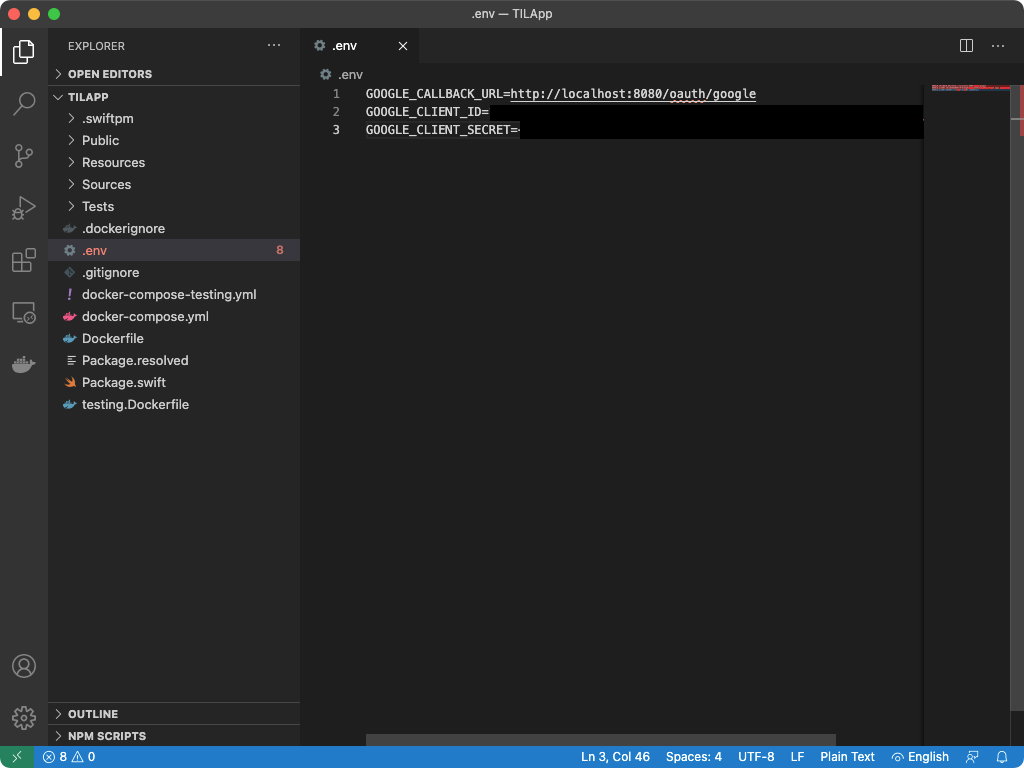 .env — TILApp
EXPLORER
OPEN EDITORS
TILAPP
.swiftpm
Public
Resources
Sources
Tests
.dockerignore
.env 8
.gitignore
docker-compose-testing.yml
docker-compose.yml
Dockerfile
Package.resolved
Package.swift
testing.Dockerfile
OUTLINE
NPM SCRIPTS
.env
.env
1 GOOGLE_CALLBACK_URL=http://localhost:8080/oauth/google
2 GOOGLE_CLIENT_ID=
3 GOOGLE_CLIENT_SECRET=
8 0 Ln 3, Col 46 Spaces: 4 UTF-8 LF Plain Text English